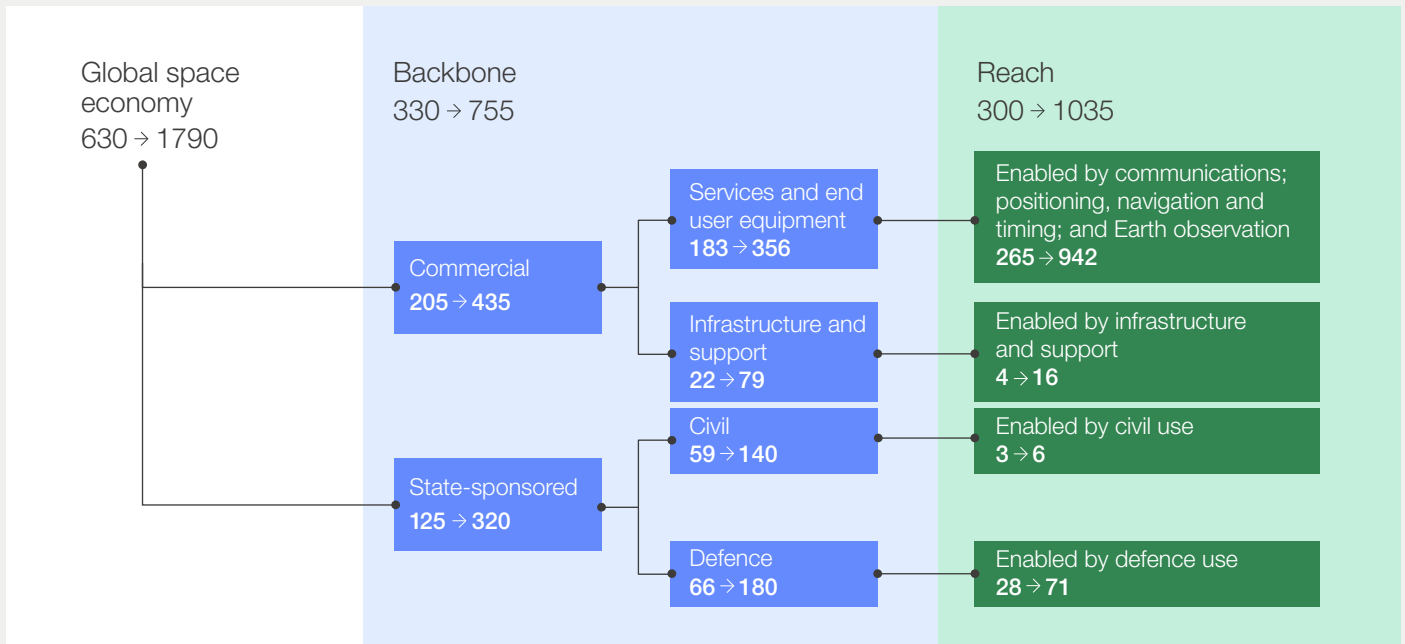 Global space
economy
630 → 1790
Backbone
330 → 755
Reach
300 → 1035
Commercial
205 → 435
Services and end
user equipment
183 → 356
Enabled by communications;
positioning, navigation and
timing; and Earth observation
265 → 942
Infrastructure and
support
22 → 79
Enabled by infrastructure
and support
4 → 16
State-sponsored
125 → 320
Civil
59 → 140
Enabled by civil use
3 → 6
Defence
66 → 180
Enabled by defence use
28 → 71